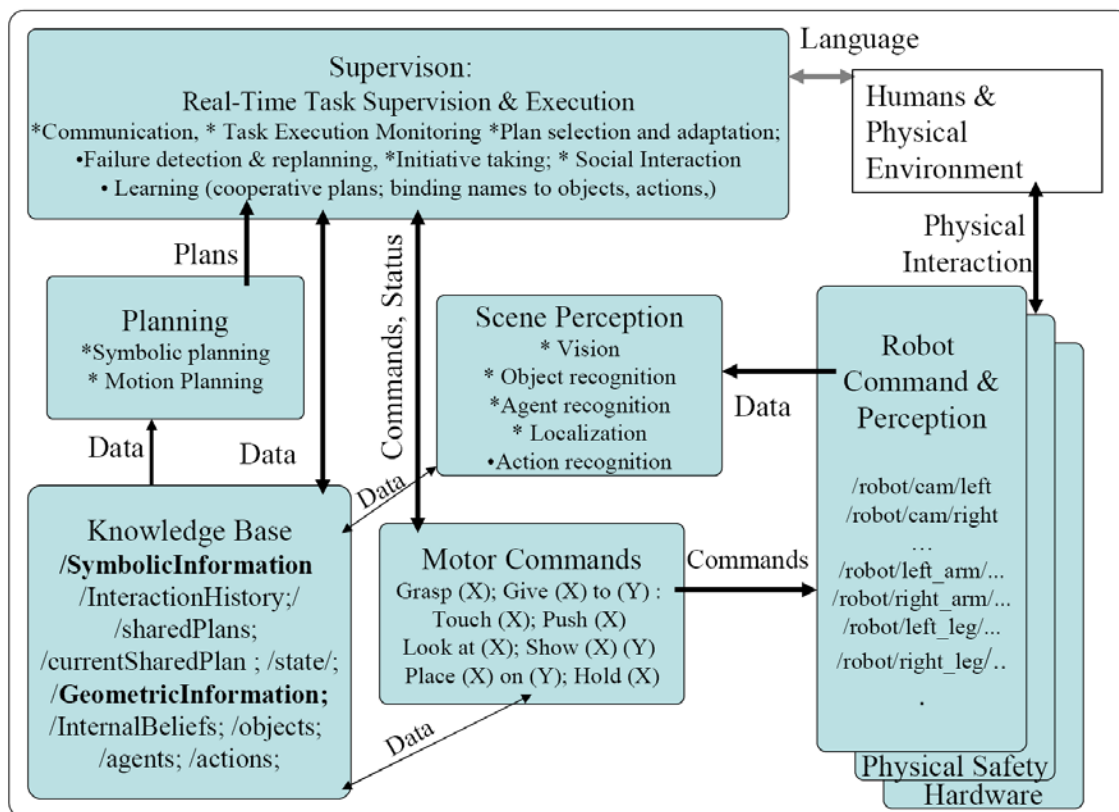 Supervison:
Real-Time Task Supervision & Execution
*Communication, * Task Execution Monitoring *Plan selection and adaptation;
•Failure detection & replanning, *Initiative taking; * Social Interaction
• Learning (cooperative plans; binding names to objects, actions,)
Language
Humans &
Physical
Environment
Plans
Commands, Status
Physical
Interaction
Planning
*Symbolic planning
* Motion Planning
Scene Perception
* Vision
* Object recognition
*Agent recognition
* Localization
•Action recognition
Data
Robot
Command &
Perception
/robot/cam/left
/robot/cam/right
...
/robot/left_arm/...
/robot/right_arm/...
/robot/left_leg/...
/robot/right_leg/..
.
Physical Safety
Hardware
Data
Data
Data
Knowledge Base
/SymbolicInformation
/InteractionHistory;/
/sharedPlans;
/currentSharedPlan ; /state/;
/GeometricInformation;
/InternalBeliefs; /objects;
/agents; /actions;
Motor Commands
Grasp (X); Give (X) to (Y) :
Touch (X); Push (X)
Look at (X); Show (X) (Y)
Place (X) on (Y); Hold (X)
Commands
Data